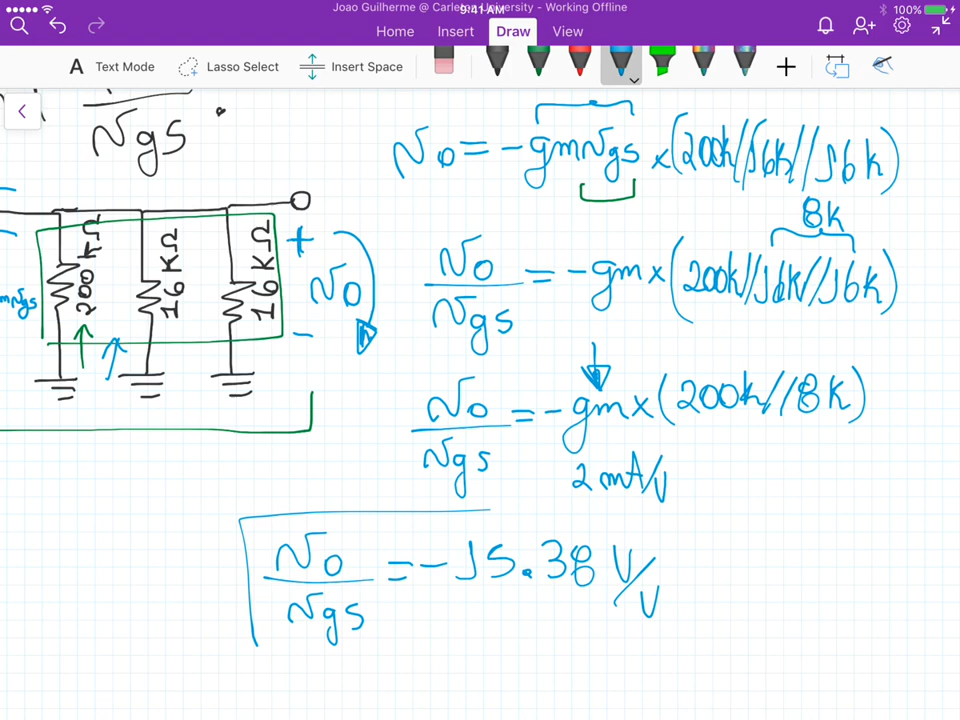 Joao Guilherme @ Carleton University - Working Offline
9:41 AM
100%
Home Insert Draw View
Text Mode Lasso Select Insert Space
vgs
vo = - gmvgs × (200k//16k//16k)
8k
vo/vgs = - gm × (200k//16k//16k)
200 KΩ 16 KΩ 16 KΩ + vo -
mvgs
vo/vgs = - gm × (200k//8k)
2 mA/V
vo/vgs = - 15.38 V/V